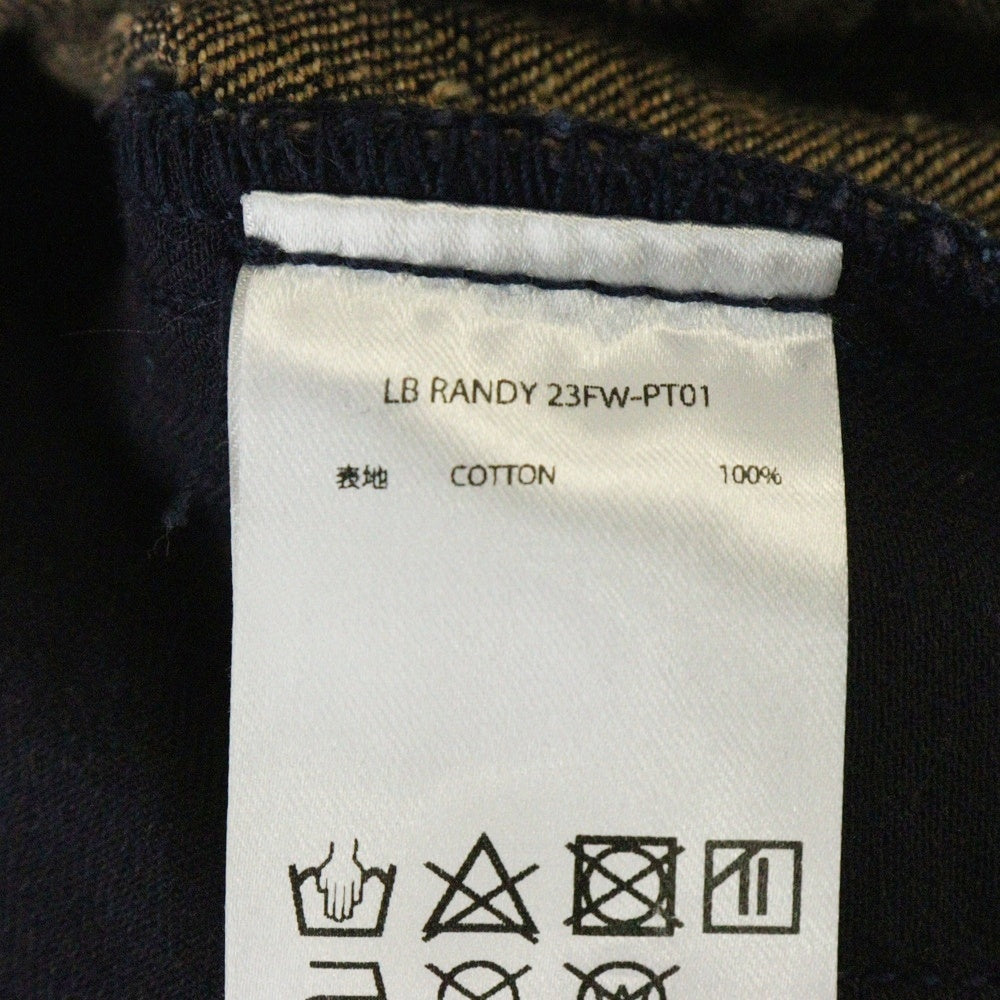 LB RANDY 23FW-PT01
表地 COTTON 100%